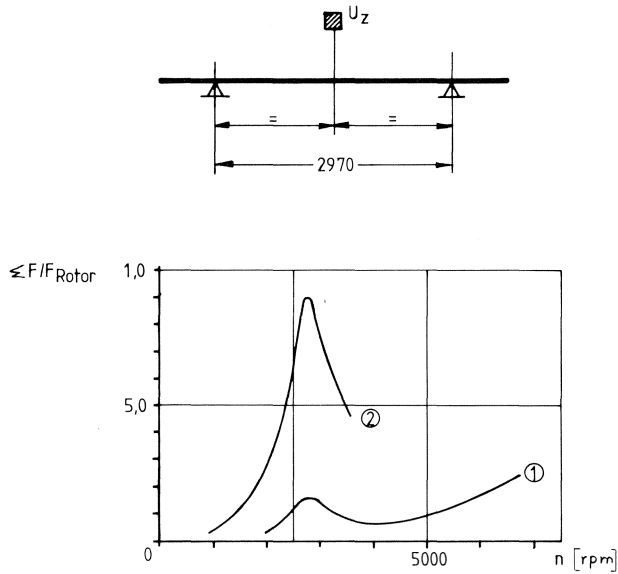 U_z
= =
2970
≤ F/F_Rotor
1,0
5,0
②
①
0
5000
n [rpm]